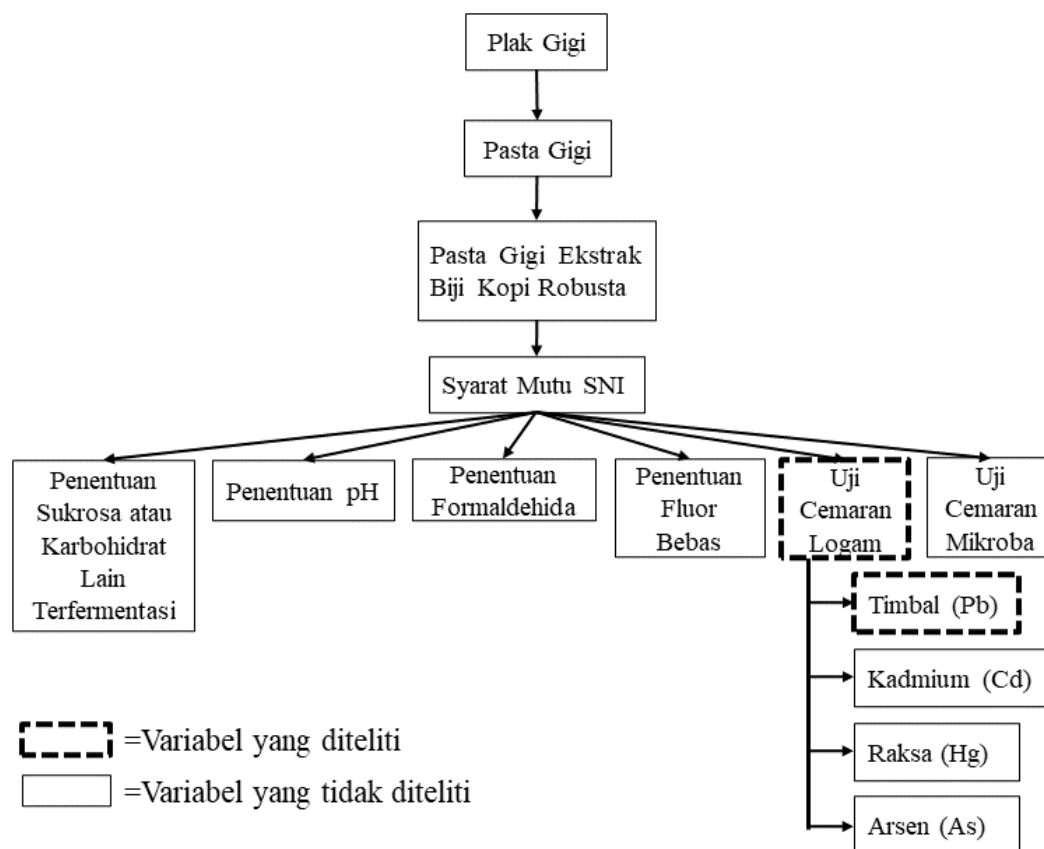 Plak Gigi
Pasta Gigi
Pasta Gigi Ekstrak
Biji Kopi Robusta
Syarat Mutu SNI
Penentuan
Sukrosa atau
Karbohidrat
Lain
Terfermentasi
Penentuan pH
Penentuan
Formaldehida
Penentuan
Fluor
Bebas
Uji
Cemaran
Logam
Uji
Cemaran
Mikroba
Timbal (Pb)
Kadmium (Cd)
Raksa (Hg)
Arsen (As)
=Variabel yang diteliti
=Variabel yang tidak diteliti